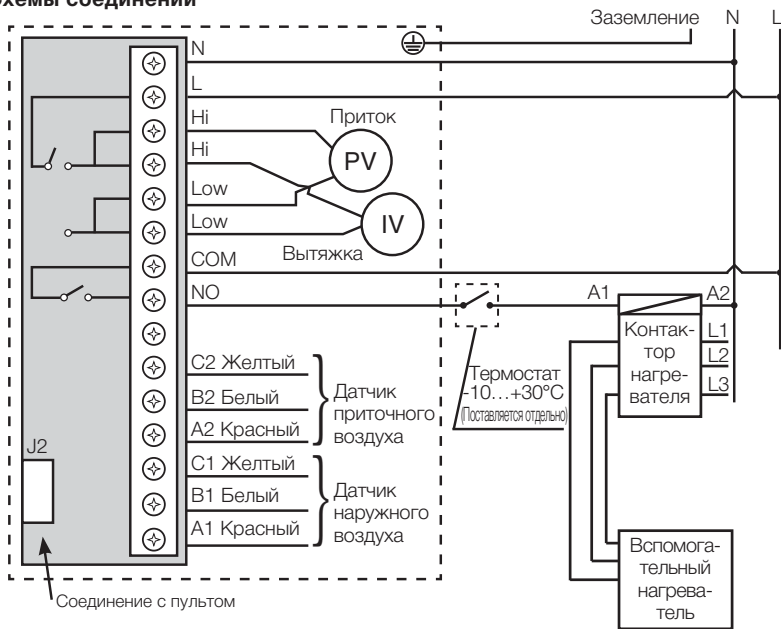 хемы соединений
Заземление N L
N
L
Hi
Приток
Hi
PV
Low
IV
Low
Вытяжка
COM
NO
A1
A2
Контак-
тор
нагре-
вателя
L1
L2
L3
Термостат
-10...+30°C
(Поставляется отдельно)
C2 Желтый
B2 Белый
A2 Красный
Датчик
приточного
воздуха
C1 Желтый
B1 Белый
A1 Красный
Датчик
наружного
воздуха
J2
Вспомога-
тельный
нагрева-
тель
Соединение с пультом